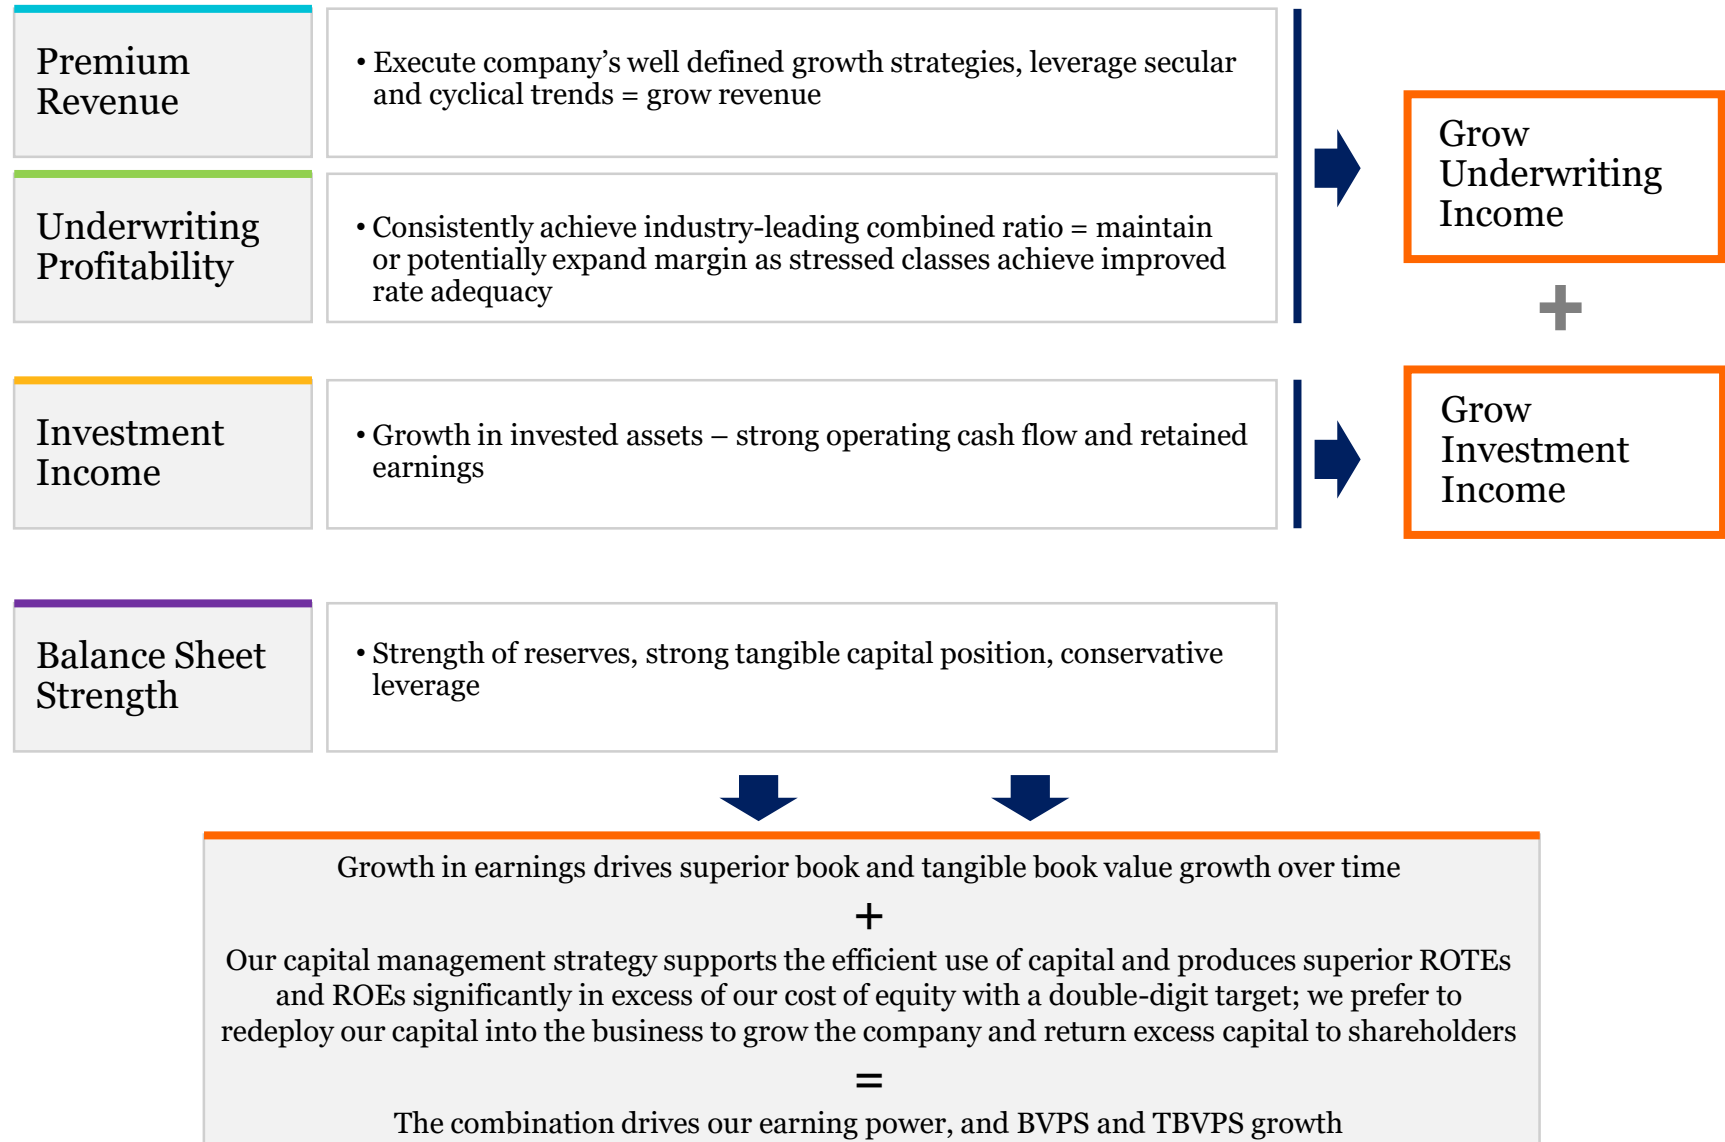 Premium
Revenue
• Execute company’s well defined growth strategies, leverage secular
and cyclical trends = grow revenue
Underwriting
Profitability
• Consistently achieve industry-leading combined ratio = maintain
or potentially expand margin as stressed classes achieve improved
rate adequacy
Grow
Underwriting
Income
+
Investment
Income
• Growth in invested assets – strong operating cash flow and retained
earnings
Grow
Investment
Income
Balance Sheet
Strength
• Strength of reserves, strong tangible capital position, conservative
leverage
Growth in earnings drives superior book and tangible book value growth over time
+
Our capital management strategy supports the efficient use of capital and produces superior ROTEs
and ROEs significantly in excess of our cost of equity with a double-digit target; we prefer to
redeploy our capital into the business to grow the company and return excess capital to shareholders
=
The combination drives our earning power, and BVPS and TBVPS growth